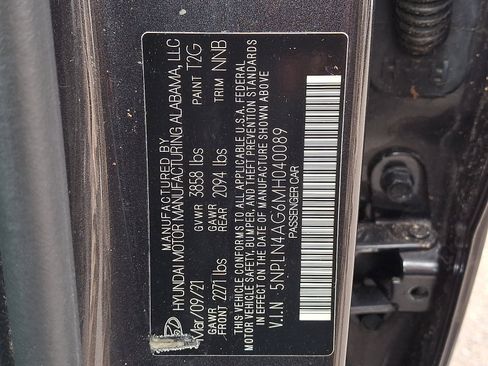 MANUFACTURED BY
HYUNDAI MOTOR MANUFACTURING ALABAMA, LLC
Mar/09/21 GVWR 3858 lbs PAINT T2G
GAWR FRONT 2271 lbs GAWR REAR 2094 lbs TRIM NNB
THIS VEHICLE CONFORMS TO ALL APPLICABLE U.S.A. FEDERAL
MOTOR VEHICLE SAFETY, BUMPER, AND THEFT PREVENTION STANDARDS
IN EFFECT ON THE DATE OF MANUFACTURE SHOWN ABOVE.
V.I.N 5NPLN4AG6MH040089
PASSENGER CAR